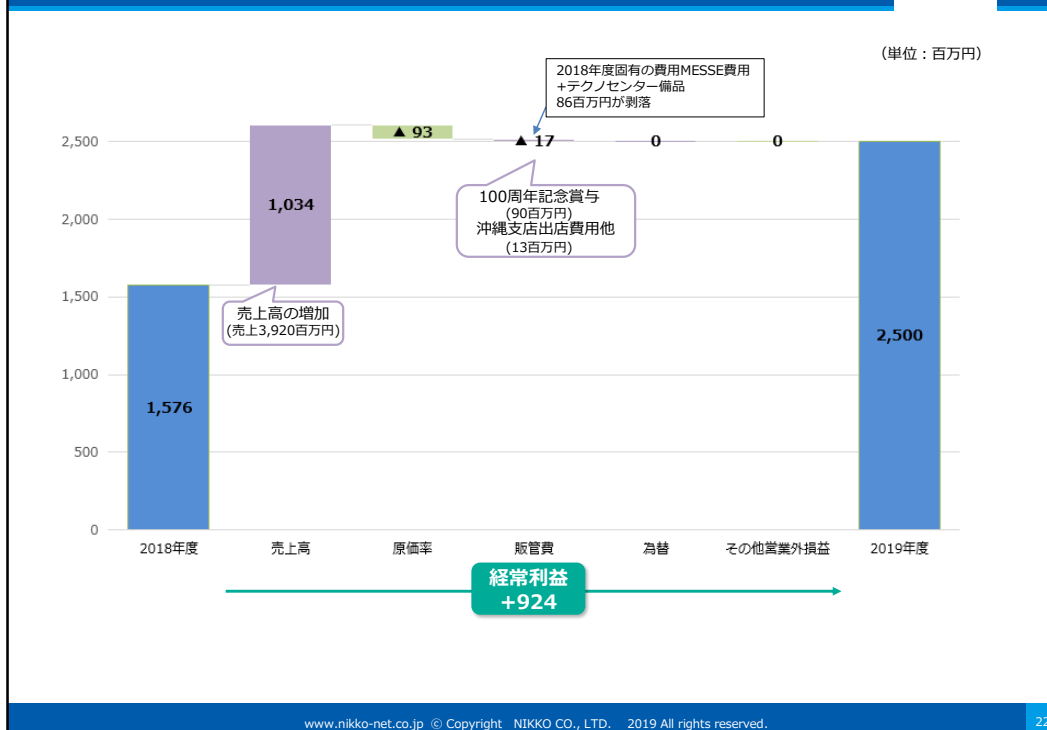 （単位：百万円）
2018年度固有の費用MESSE費用
+テクノセンター備品
86百万円が剥落
2,500
2,000
1,500
1,000
500
0
▲ 93
▲ 17
0
0
1,034
100周年記念賞与
(90百万円)
沖縄支店出店費用他
(13百万円)
売上高の増加
(売上3,920百万円)
1,576
2,500
2018年度
売上高
原価率
販管費
為替
その他営業外損益
2019年度
経常利益
+924
www.nikko-net.co.jp © Copyright NIKKO CO., LTD. 2019 All rights reserved.
22